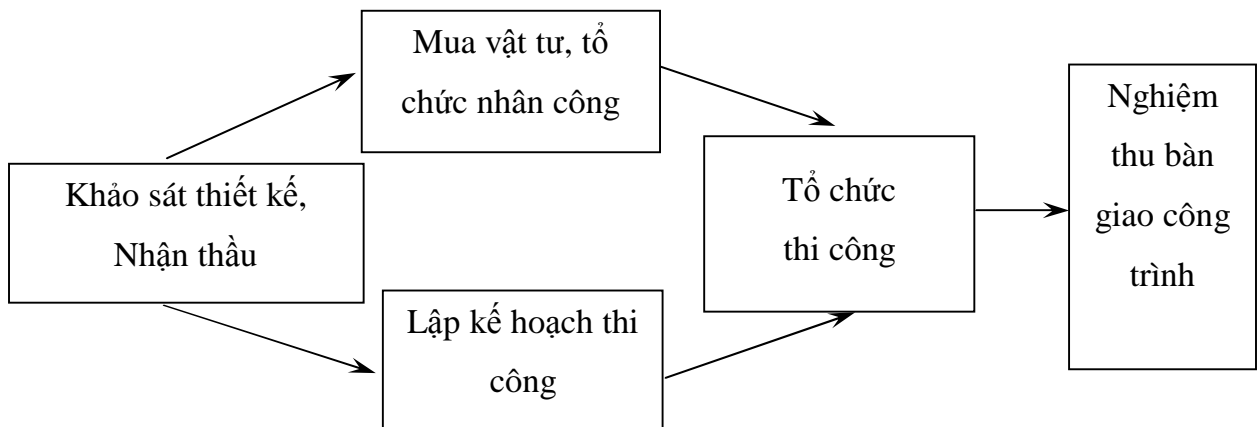 Khảo sát thiết kế,
Nhận thầu
Mua vật tư, tổ
chức nhân công
Lập kế hoạch thi
công
Tổ chức
thi công
Nghiệm
thu bàn
giao công
trình